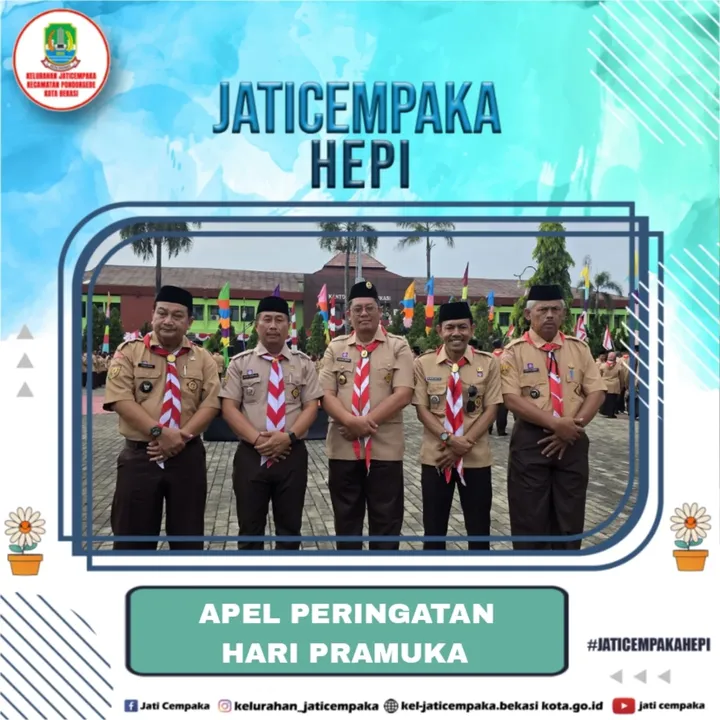 KELURAHAN JATICEMPAKA
KECAMATAN PONDOKGEDE
KOTA BEKASI
JATICEMPAKA
HEPI
APEL PERINGATAN
HARI PRAMUKA
#JATICEMPAKAHEPI
Jati Cempaka kelurahan_jaticempaka kel-jaticempaka.bekasi kota.go.id jati cempaka